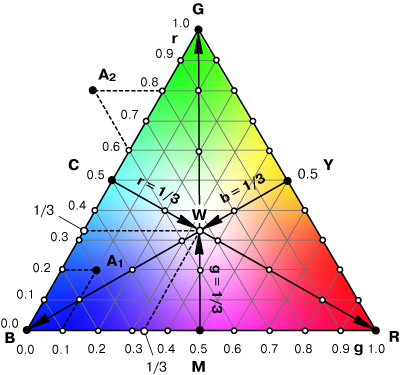 G
1.0
r
0.9
A2
0.8
0.7
0.6
C
Y
0.5
r = 1/3
b = 1/3
0.5
0.4
1/3
W
0.3
A1
0.2
g = 1/3
0.1
0.0
B
R
0.0 0.1 0.2 0.3 0.4 0.5 0.6 0.7 0.8 g 0.9 1.0
1/3
M